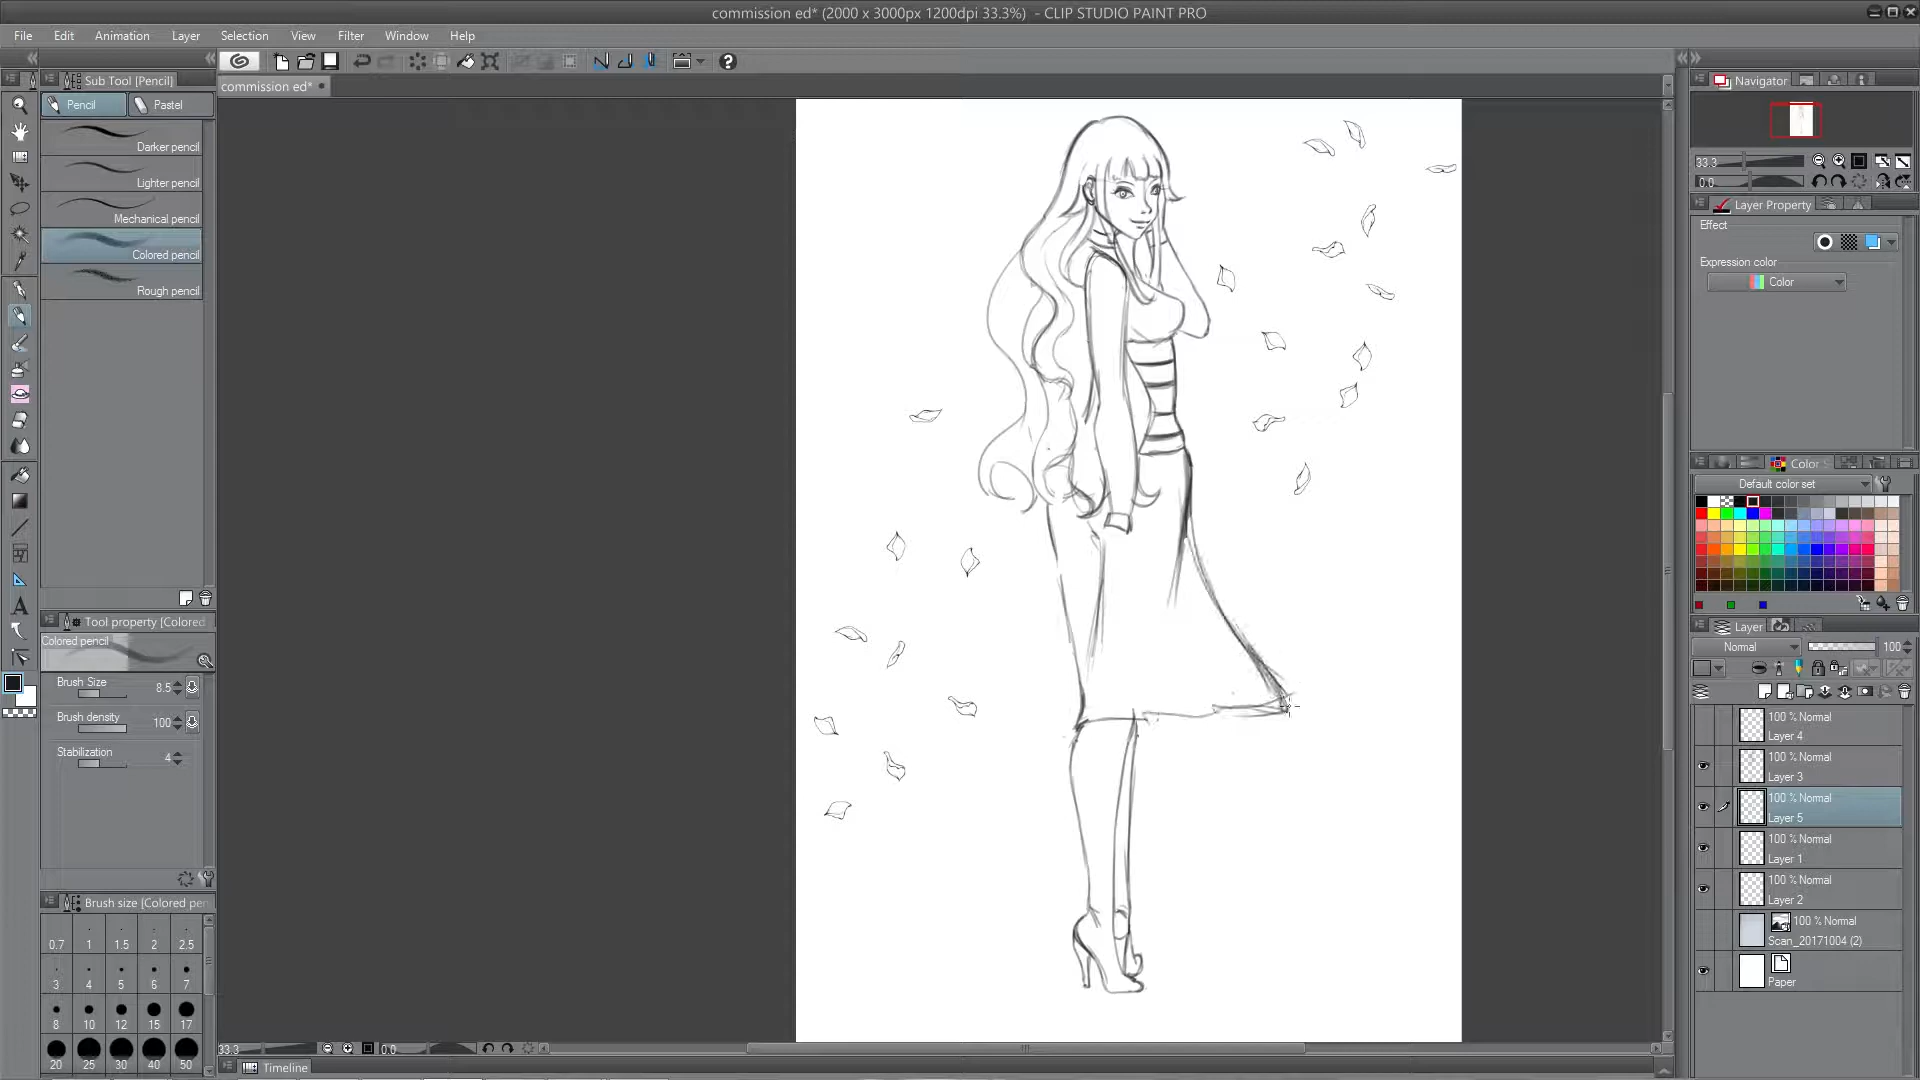 commission ed* (2000 x 3000px 1200dpi 33.3%) - CLIP STUDIO PAINT PRO
File Edit Animation Layer Selection View Filter Window Help
Sub Tool [Pencil]
commission ed*
Pencil Pastel
Darker pencil
Lighter pencil
Mechanical pencil
Colored pencil
Rough pencil
Tool property [Colored
Colored pencil
Brush Size 8.5
Brush density 100
Stabilization 4
Brush size [Colored pen
0.7 1 1.5 2 2.5
3 4 5 6 7
8 10 12 15 17
20 25 30 40 50
33.3 0.0
Timeline
Navigator
33.3
0.0
Layer Property
Effect
Expression color
Color
Color S
Default color set
Layer
Normal 100
100 % Normal
Layer 4
100 % Normal
Layer 3
100 % Normal
Layer 5
100 % Normal
Layer 1
100 % Normal
Layer 2
100 % Normal
Scan_20171004 (2)
Paper